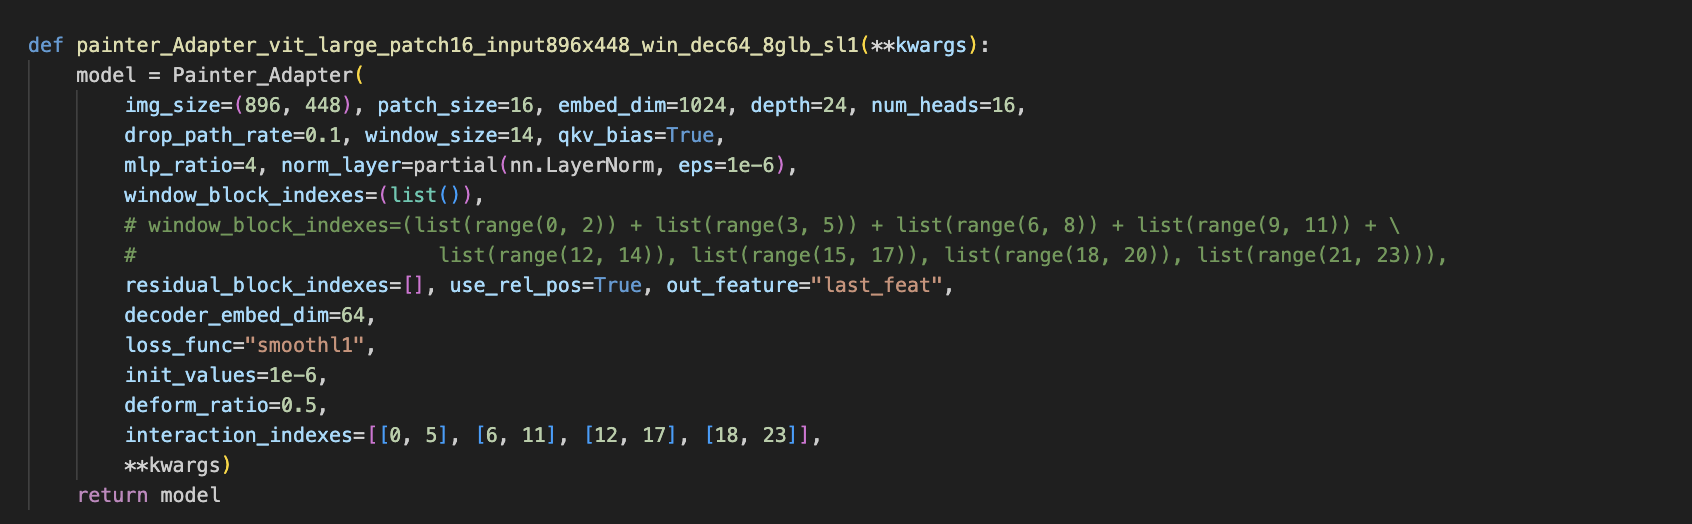 def painter_Adapter_vit_large_patch16_input896x448_win_dec64_8glb_sl1(**kwargs):
    model = Painter_Adapter(
        img_size=(896, 448), patch_size=16, embed_dim=1024, depth=24, num_heads=16,
        drop_path_rate=0.1, window_size=14, qkv_bias=True,
        mlp_ratio=4, norm_layer=partial(nn.LayerNorm, eps=1e-6),
        window_block_indexes=(list()),
        # window_block_indexes=(list(range(0, 2)) + list(range(3, 5)) + list(range(6, 8)) + list(range(9, 11)) + \
        #                         list(range(12, 14)), list(range(15, 17)), list(range(18, 20)), list(range(21, 23))),
        residual_block_indexes=[], use_rel_pos=True, out_feature="last_feat",
        decoder_embed_dim=64,
        loss_func="smoothl1",
        init_values=1e-6,
        deform_ratio=0.5,
        interaction_indexes=[[0, 5], [6, 11], [12, 17], [18, 23]],
        **kwargs)
    return model